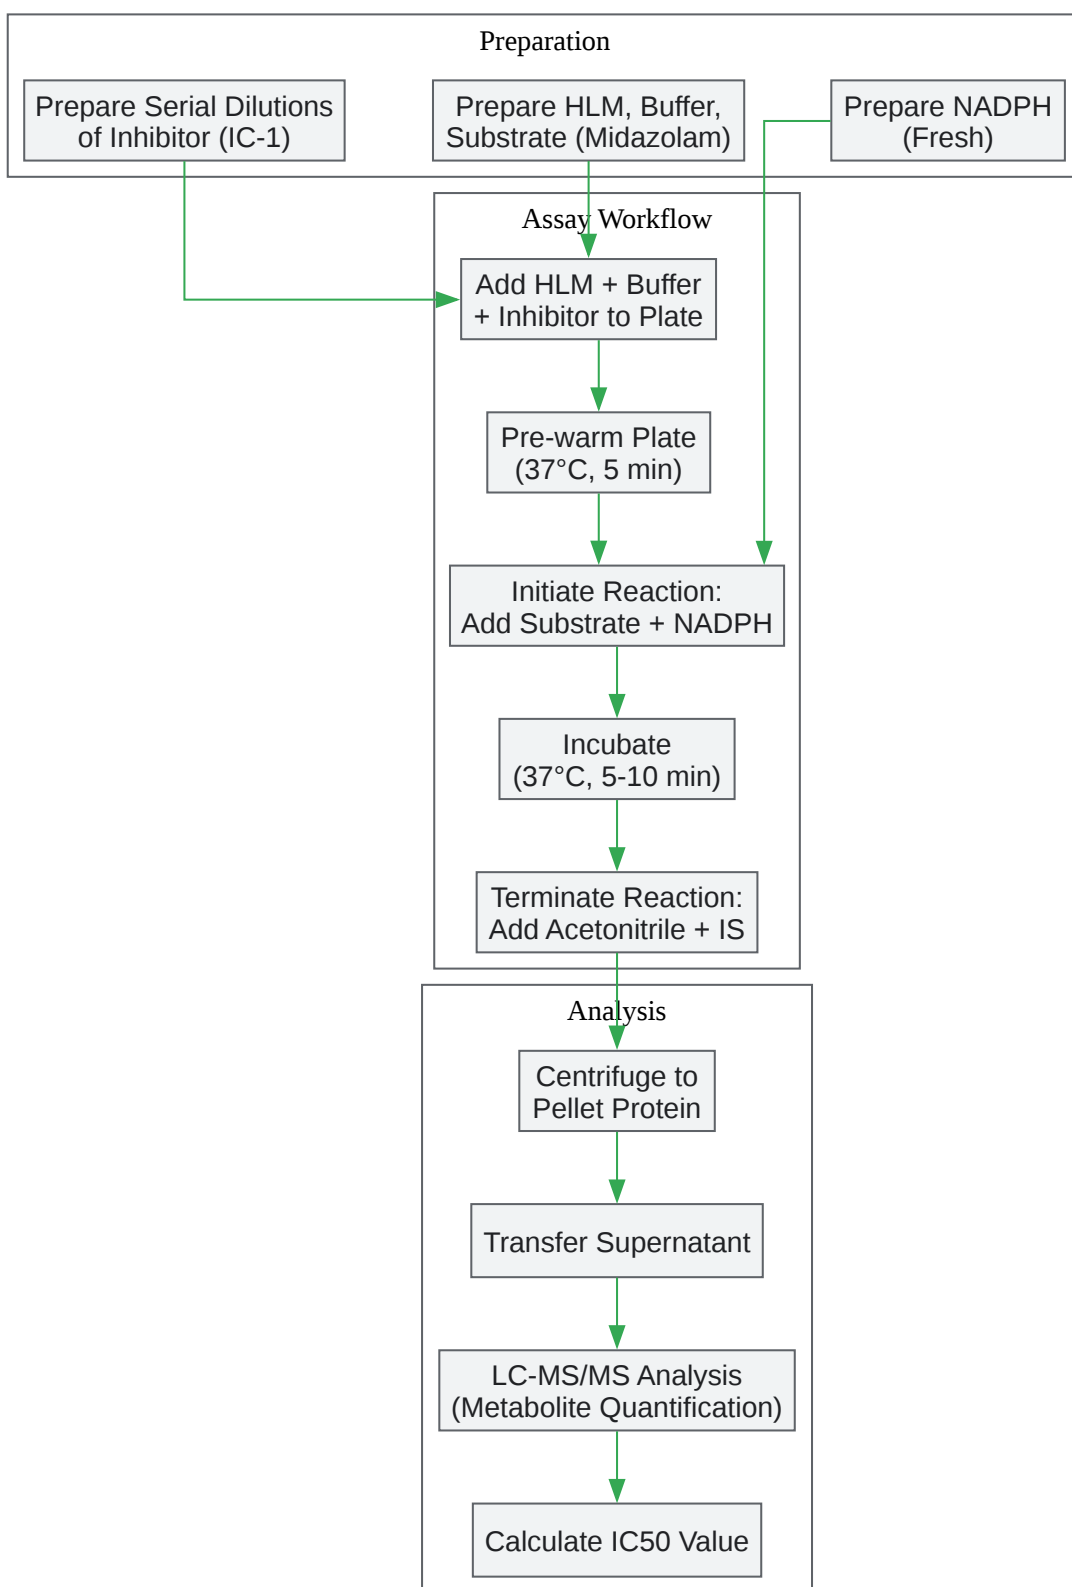 Preparation
Prepare Serial Dilutions
of Inhibitor (IC-1)
Prepare HLM, Buffer,
Substrate (Midazolam)
Prepare NADPH
(Fresh)
Assay Workflow
Add HLM + Buffer
+ Inhibitor to Plate
Pre-warm Plate
(37°C, 5 min)
Initiate Reaction:
Add Substrate + NADPH
Incubate
(37°C, 5-10 min)
Terminate Reaction:
Add Acetonitrile + IS
Analysis
Centrifuge to
Pellet Protein
Transfer Supernatant
LC-MS/MS Analysis
(Metabolite Quantification)
Calculate IC50 Value